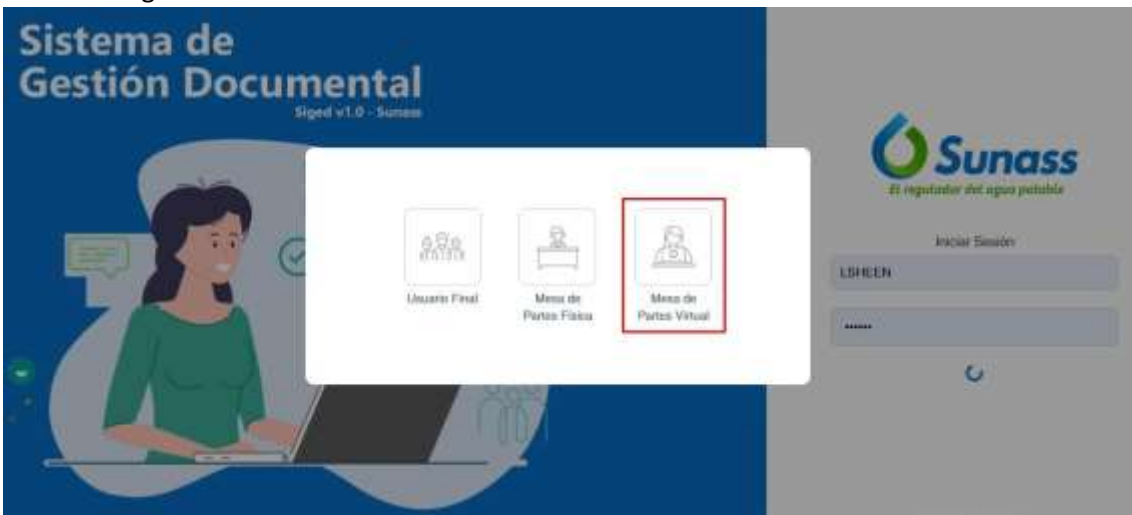 Sistema de
Gestión Documental
Siged v1.0 - Sunass
Usuario Final
Mesa de
Partes Física
Mesa de
Partes Virtual
Sunass
El regulador del agua potable
Iniciar Sesión
LSHEEN
••••••